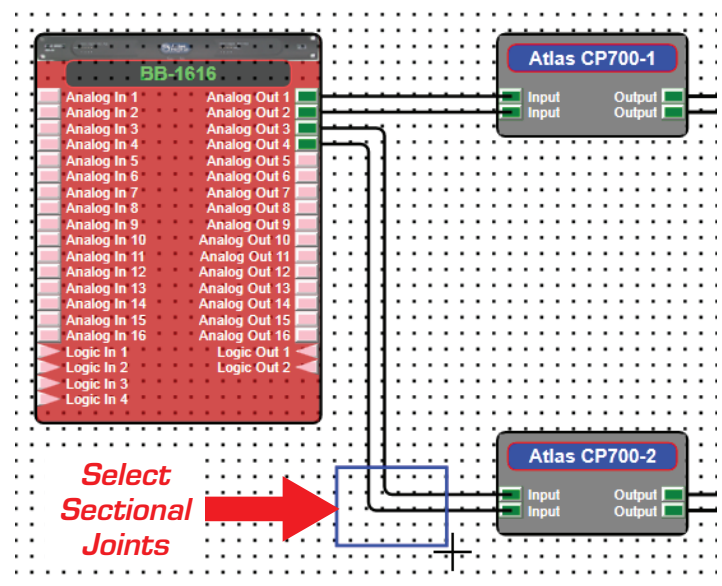 BB-1616
Analog In 1 Analog Out 1
Analog In 2 Analog Out 2
Analog In 3 Analog Out 3
Analog In 4 Analog Out 4
Analog In 5 Analog Out 5
Analog In 6 Analog Out 6
Analog In 7 Analog Out 7
Analog In 8 Analog Out 8
Analog In 9 Analog Out 9
Analog In 10 Analog Out 10
Analog In 11 Analog Out 11
Analog In 12 Analog Out 12
Analog In 13 Analog Out 13
Analog In 14 Analog Out 14
Analog In 15 Analog Out 15
Analog In 16 Analog Out 16
Logic In 1 Logic Out 1
Logic In 2 Logic Out 2
Logic In 3
Logic In 4
Atlas CP700-1
Input Output
Input Output
Atlas CP700-2
Input Output
Input Output
Select
Sectional
Joints